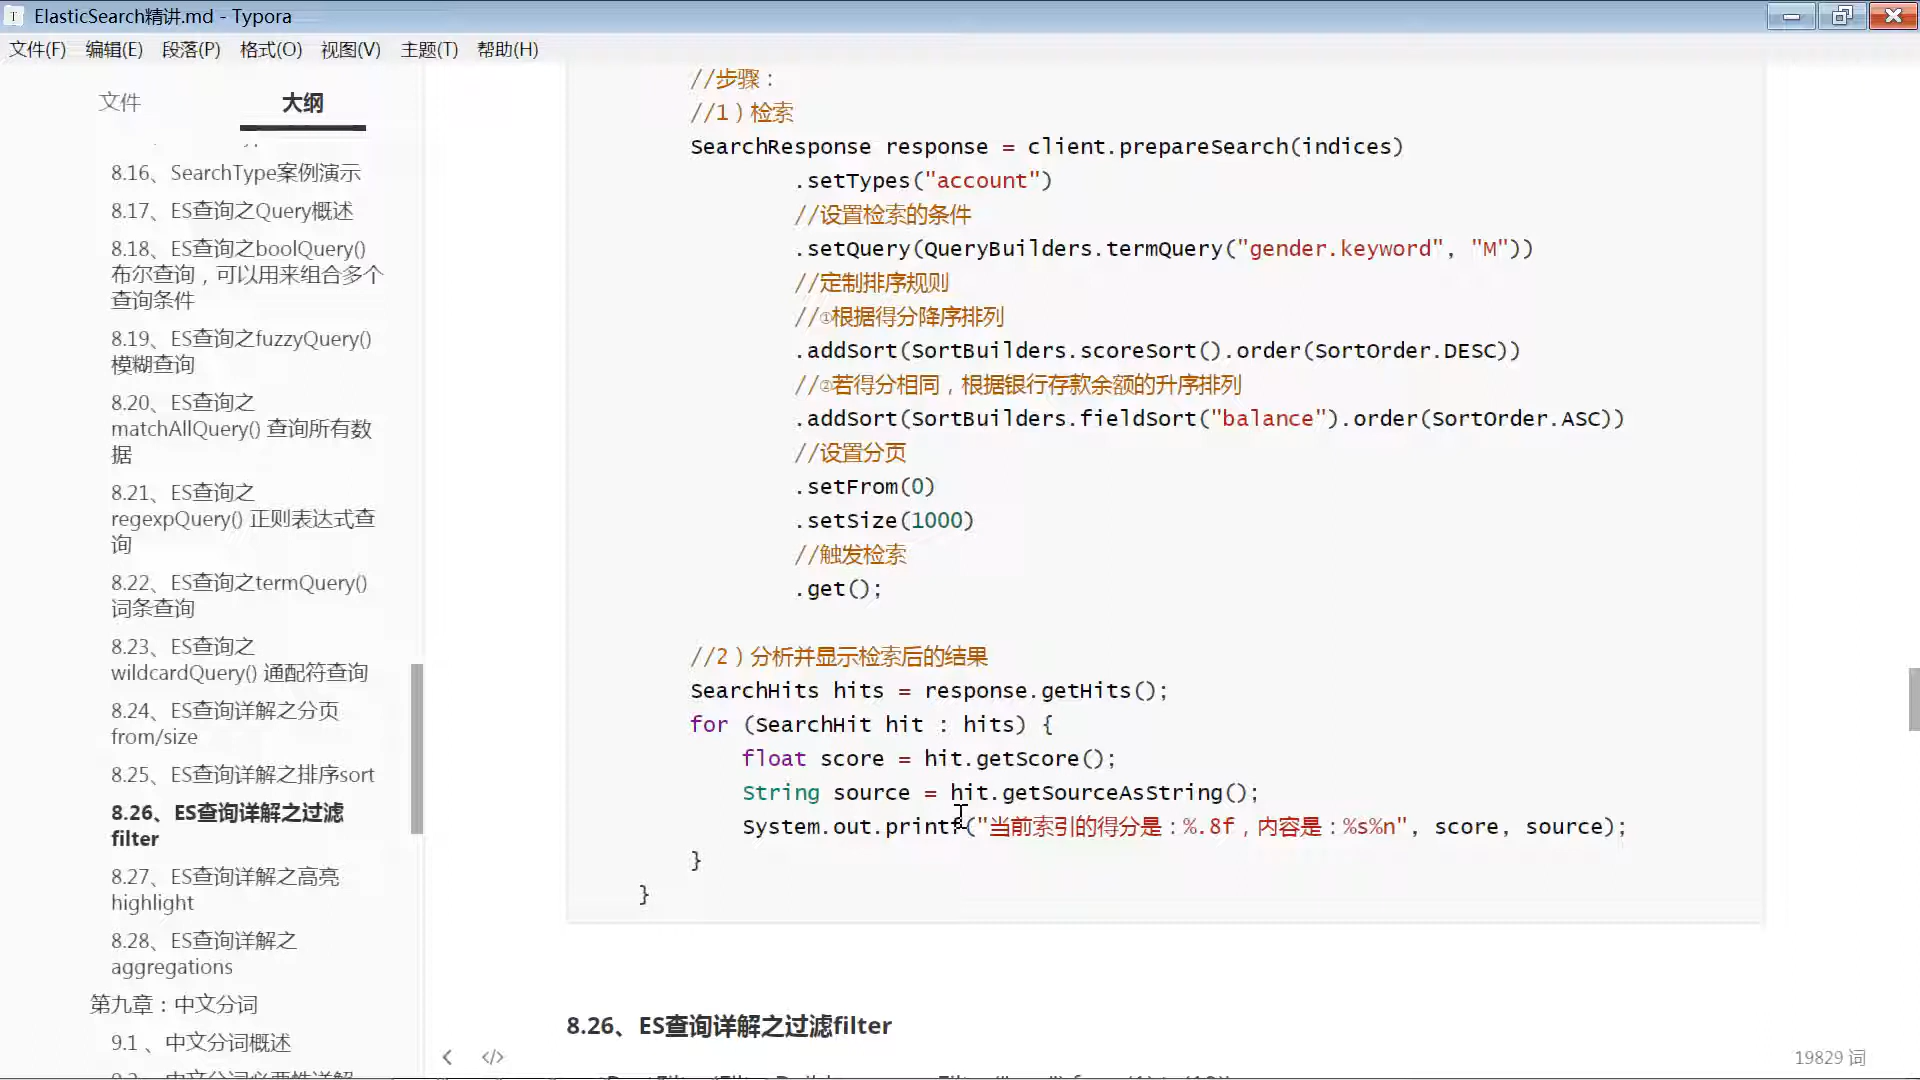 ElasticSearch精讲.md - Typora
文件(F) 编辑(E) 段落(P) 格式(O) 视图(V) 主题(T) 帮助(H)
文件 大纲
8.16、SearchType案例演示
8.17、ES查询之Query概述
8.18、ES查询之boolQuery()
布尔查询，可以用来组合多个
查询条件
8.19、ES查询之fuzzyQuery()
模糊查询
8.20、ES查询之
matchAllQuery() 查询所有数
据
8.21、ES查询之
regexpQuery() 正则表达式查
询
8.22、ES查询之termQuery()
词条查询
8.23、ES查询之
wildcardQuery() 通配符查询
8.24、ES查询详解之分页
from/size
8.25、ES查询详解之排序sort
8.26、ES查询详解之过滤
filter
8.27、ES查询详解之高亮
highlight
8.28、ES查询详解之
aggregations
第九章：中文分词
9.1 、中文分词概述
//步骤：
//1）检索
SearchResponse response = client.prepareSearch(indices)
.setTypes("account")
//设置检索的条件
.setQuery(QueryBuilders.termQuery("gender.keyword", "M"))
//定制排序规则
//①根据得分降序排列
.addSort(SortBuilders.scoreSort().order(SortOrder.DESC))
//②若得分相同，根据银行存款余额的升序排列
.addSort(SortBuilders.fieldSort("balance").order(SortOrder.ASC))
//设置分页
.setFrom(0)
.setSize(1000)
//触发检索
.get();
//2）分析并显示检索后的结果
SearchHits hits = response.getHits();
for (SearchHit hit : hits) {
float score = hit.getScore();
String source = hit.getSourceAsString();
System.out.printf("当前索引的得分是：%.8f，内容是：%s%n", score, source);
}
}
8.26、ES查询详解之过滤filter
19829 词